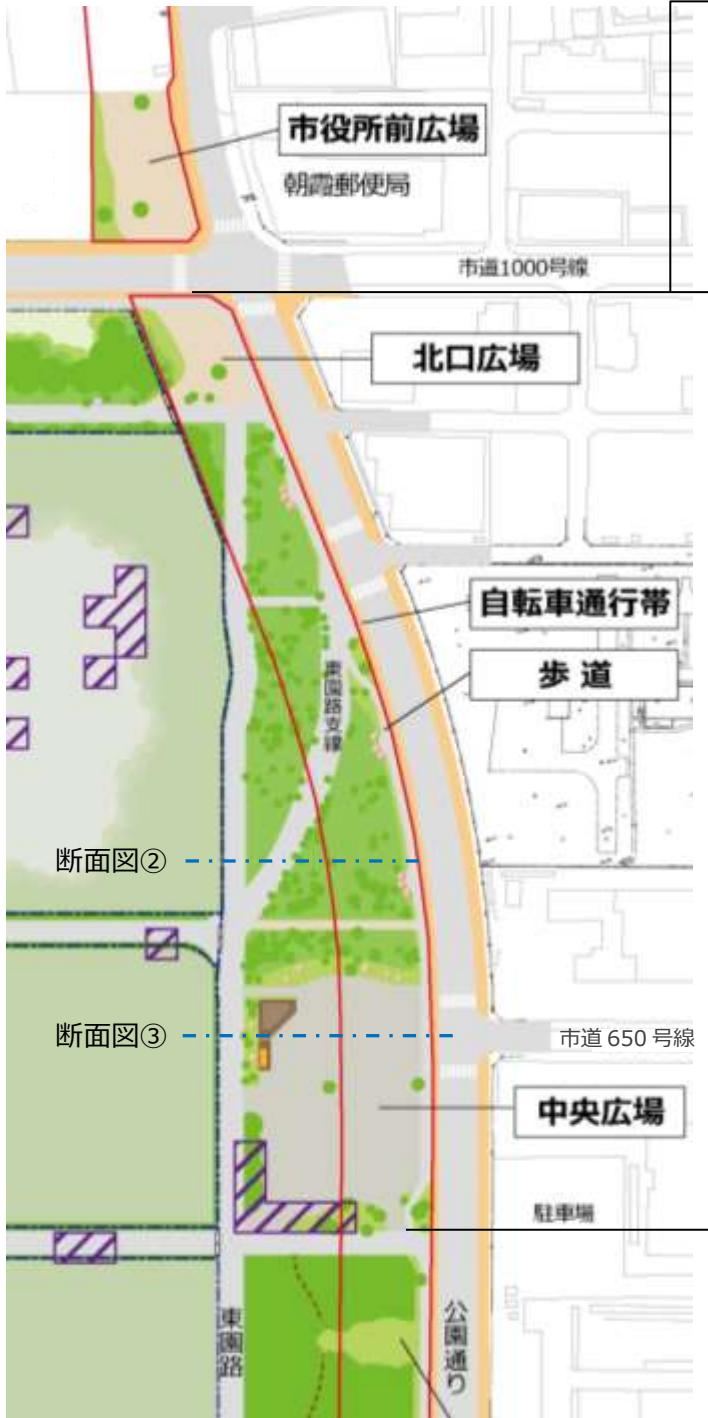 市役所前広場
朝霞郵便局
市道1000号線
北口広場
自転車通行帯
東園路支線
歩 道
断面図②
断面図③
市道 650 号線
中央広場
駐車場
東園路
公園通り